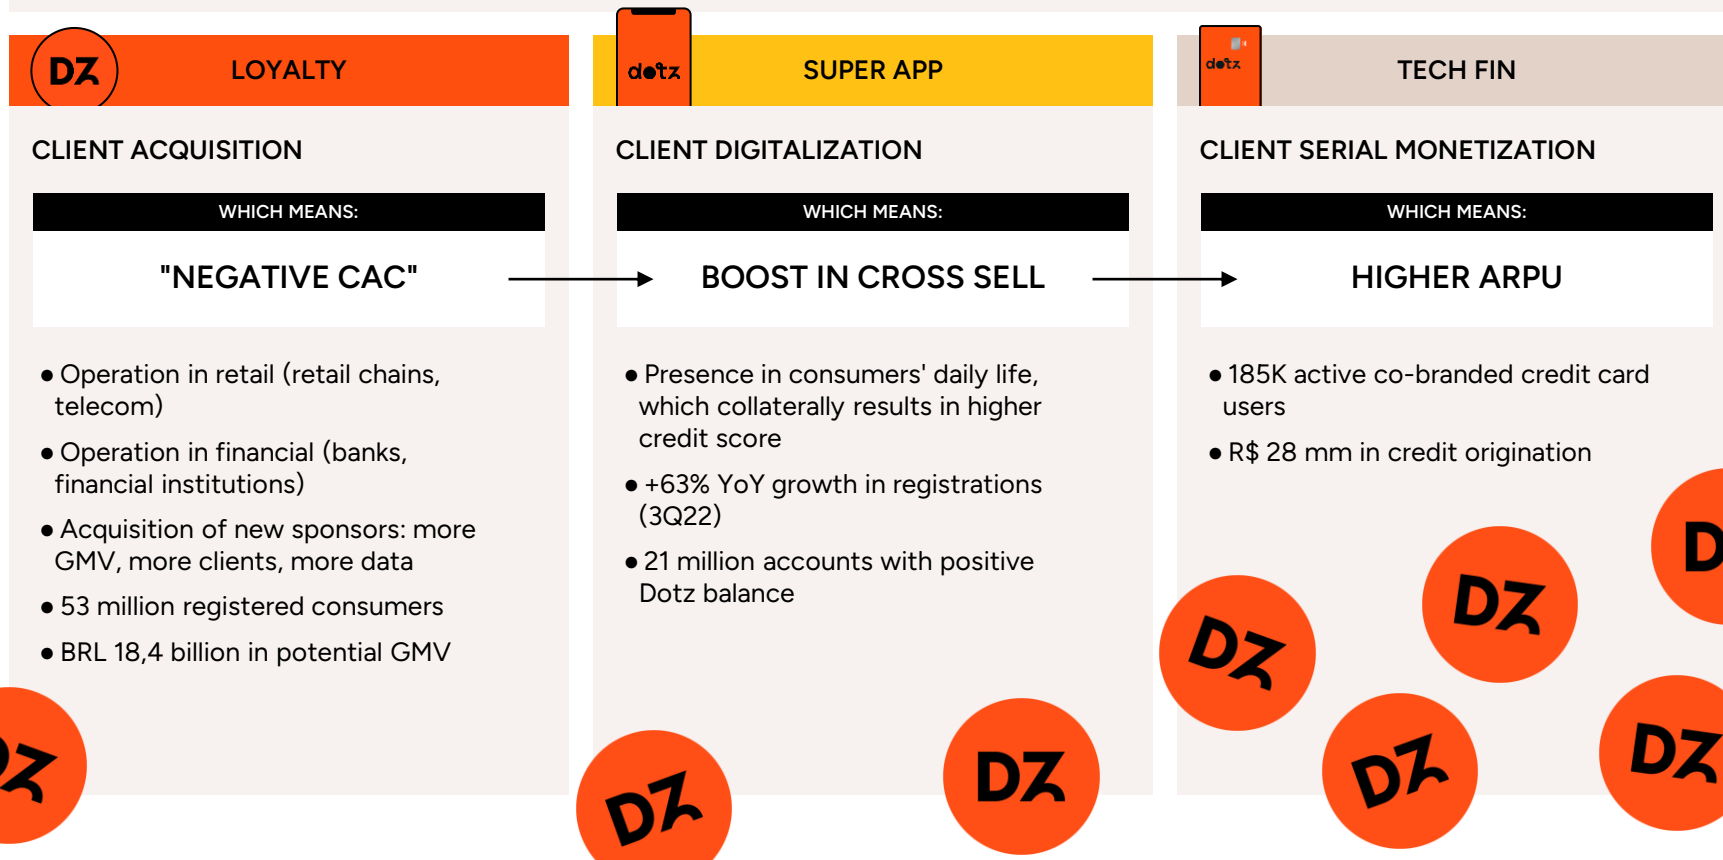 DZ
LOYALTY
CLIENT ACQUISITION
WHICH MEANS:
"NEGATIVE CAC"
● Operation in retail (retail chains,
telecom)
● Operation in financial (banks,
financial institutions)
● Acquisition of new sponsors: more
GMV, more clients, more data
● 53 million registered consumers
● BRL 18,4 billion in potential GMV
dotz
SUPER APP
CLIENT DIGITALIZATION
WHICH MEANS:
BOOST IN CROSS SELL
● Presence in consumers' daily life,
which collaterally results in higher
credit score
● +63% YoY growth in registrations
(3Q22)
● 21 million accounts with positive
Dotz balance
dotz
TECH FIN
CLIENT SERIAL MONETIZATION
WHICH MEANS:
HIGHER ARPU
● 185K active co-branded credit card
users
● R$ 28 mm in credit origination
DZ
DZ
DZ
DZ
DZ
DZ
DZ
D